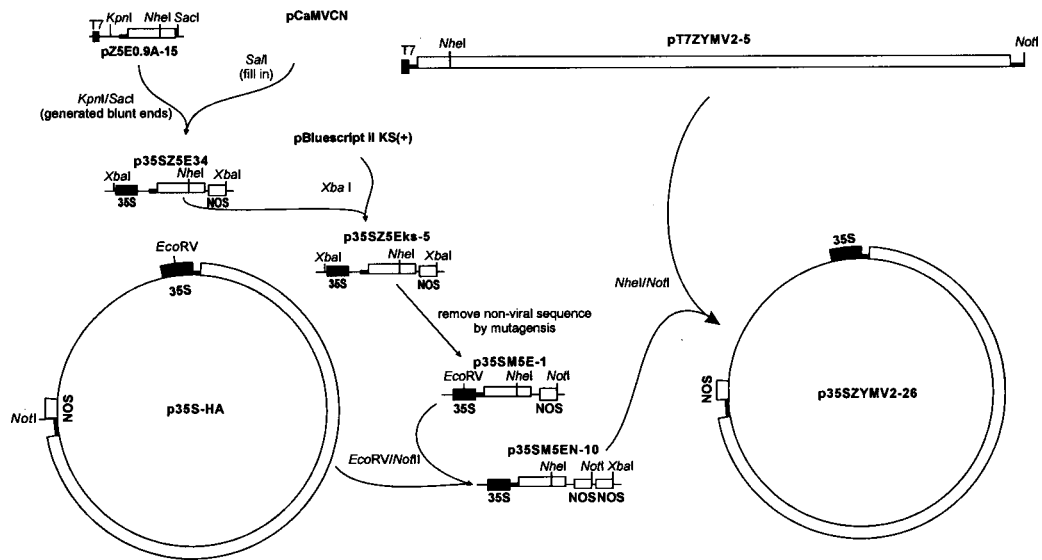 T7 KpnI NheI SacI
pZ5E0.9A-15
pCaMVCN
SalI
(fill in)
KpnI/SacI
(generated blunt ends)
pT7ZYMV2-5
T7
NheI
NotI
p35SZ5E34
XbaI NheI XbaI
35S NOS
pBluescript II KS(+)
Xba I
p35SZ5Eks-5
XbaI NheI XbaI
35S NOS
remove non-viral sequence
by mutagensis
p35SM5E-1
EcoRV NheI NotI
35S NOS
EcoRV
35S
NotI
NOS
p35S-HA
EcoRV/NotI
p35SM5EN-10
NheI NotI XbaI
35S NOS NOS
NheI/NotI
35S
NOS
p35SZYMV2-26